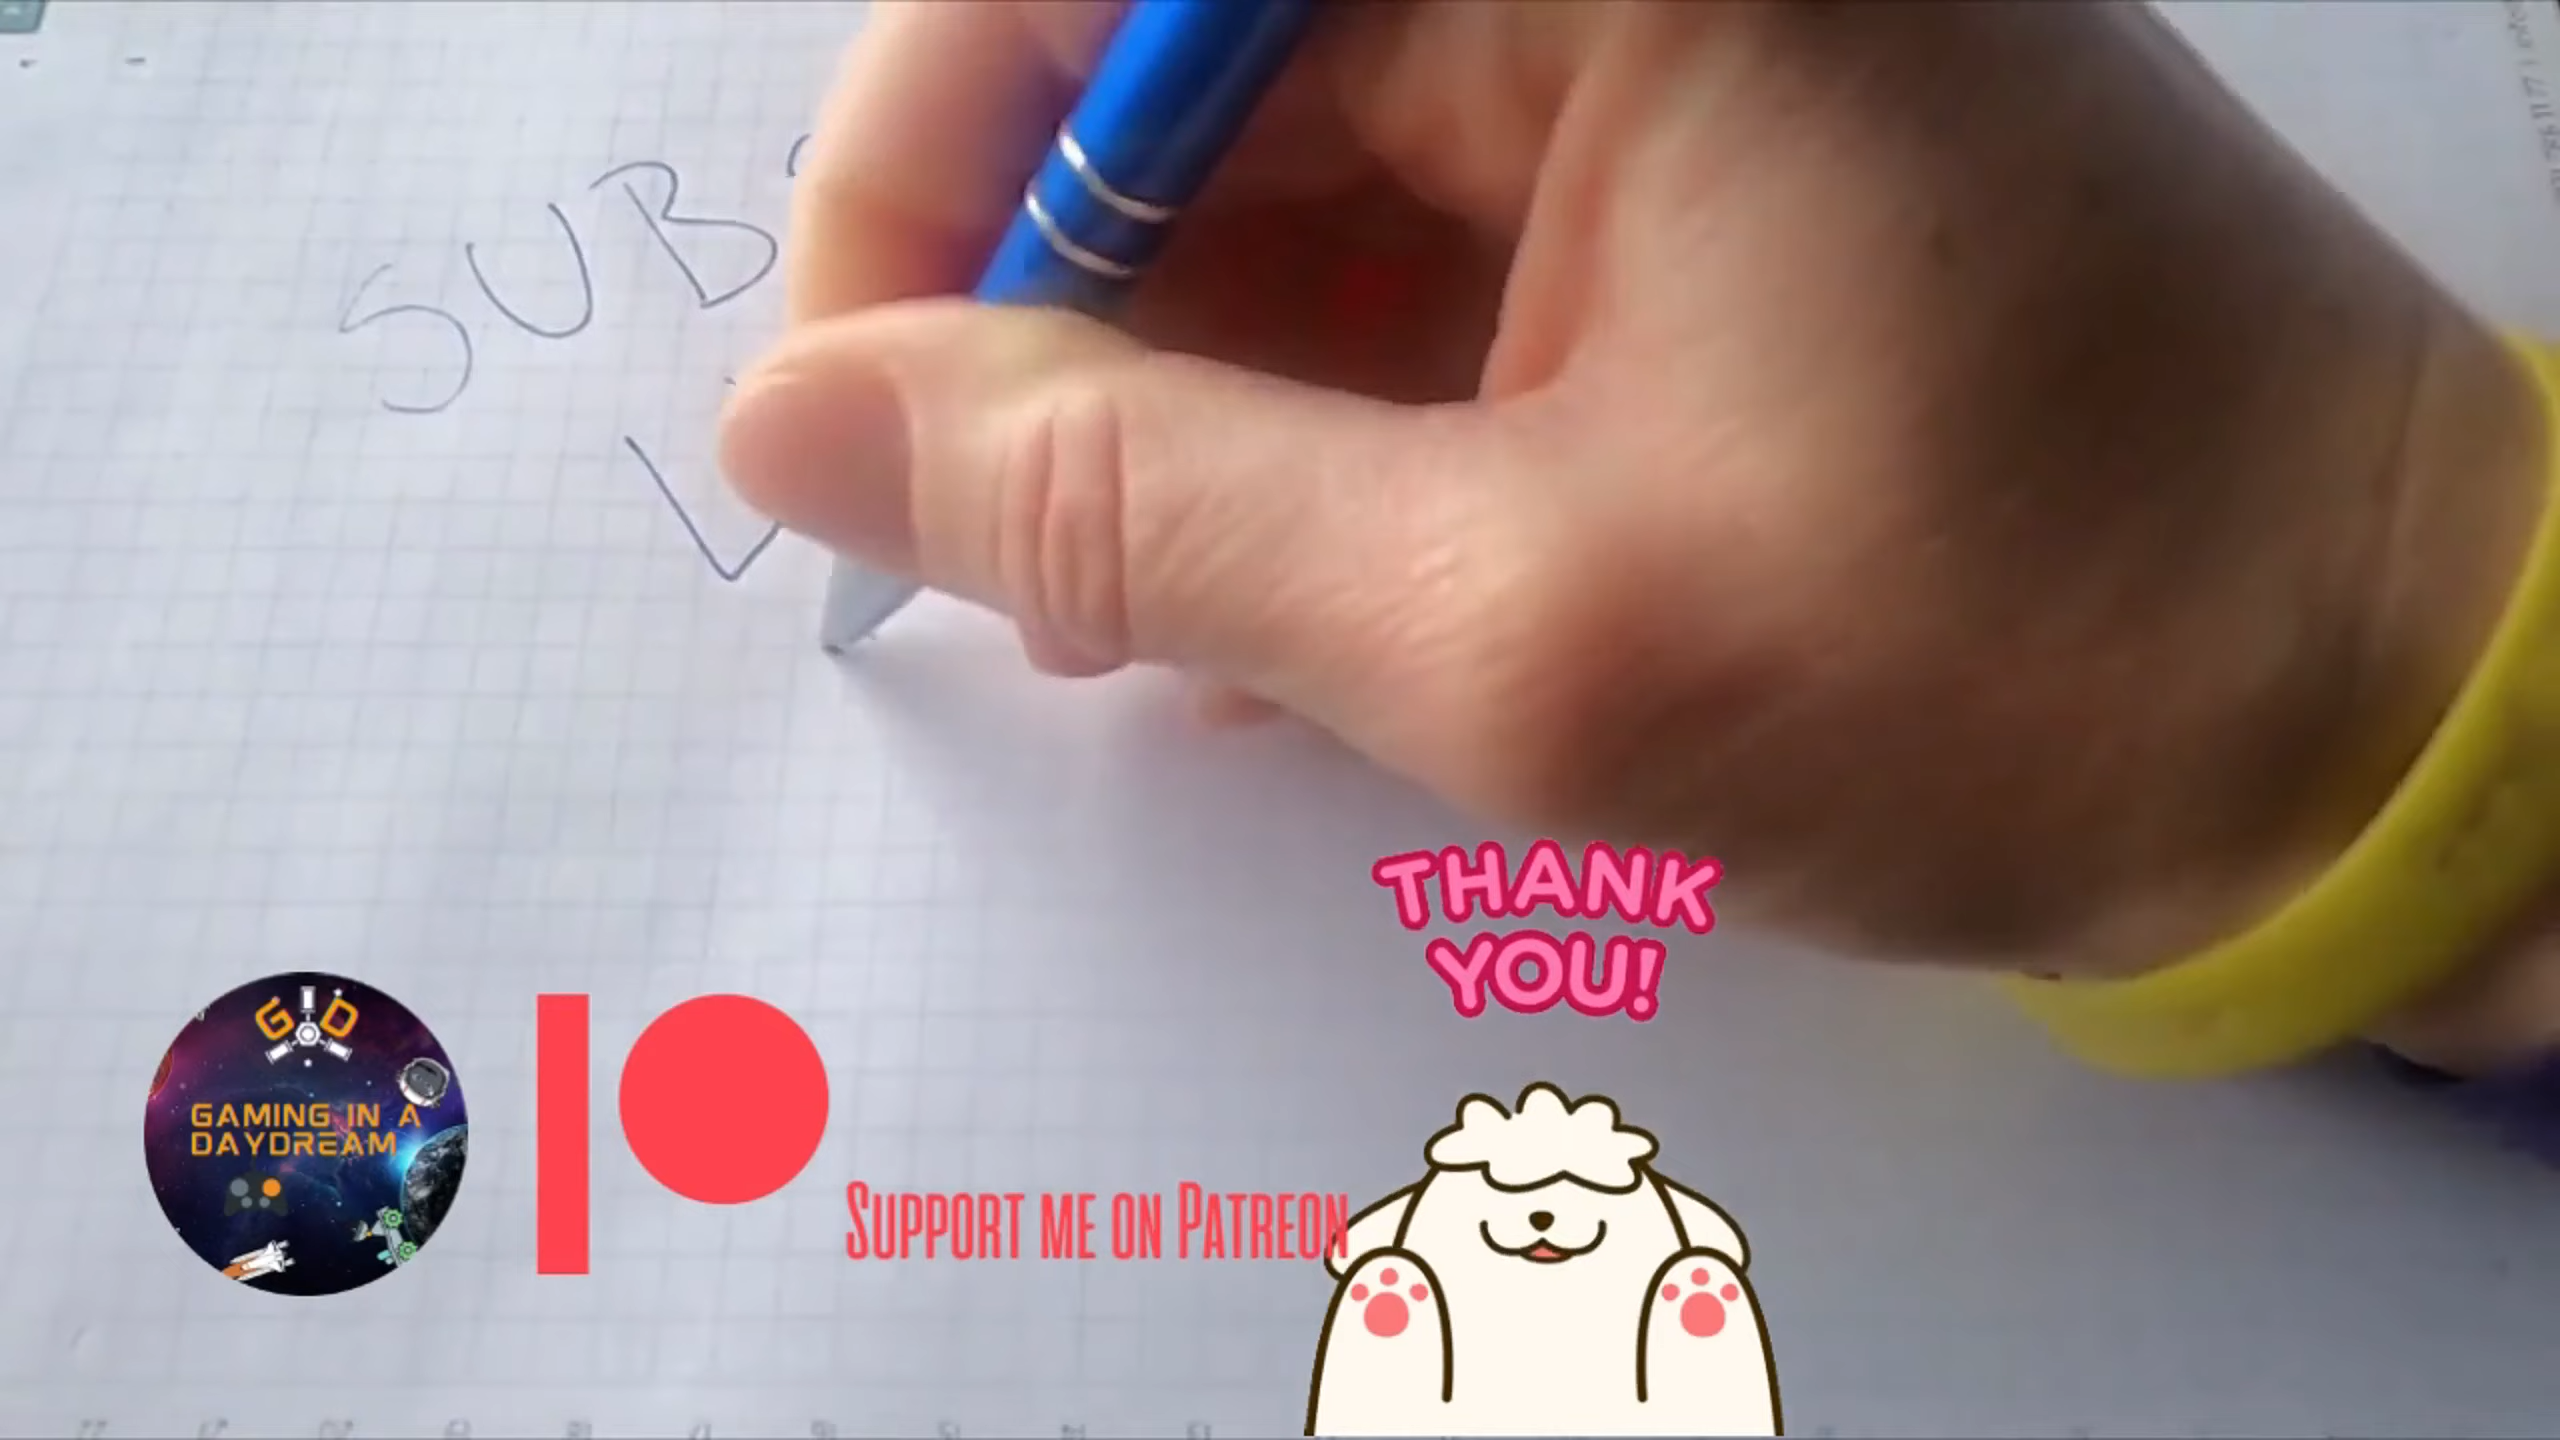 SUB
L
THANK
YOU!
G D
GAMING IN A
DAYDREAM
SUPPORT ME ON PATREON